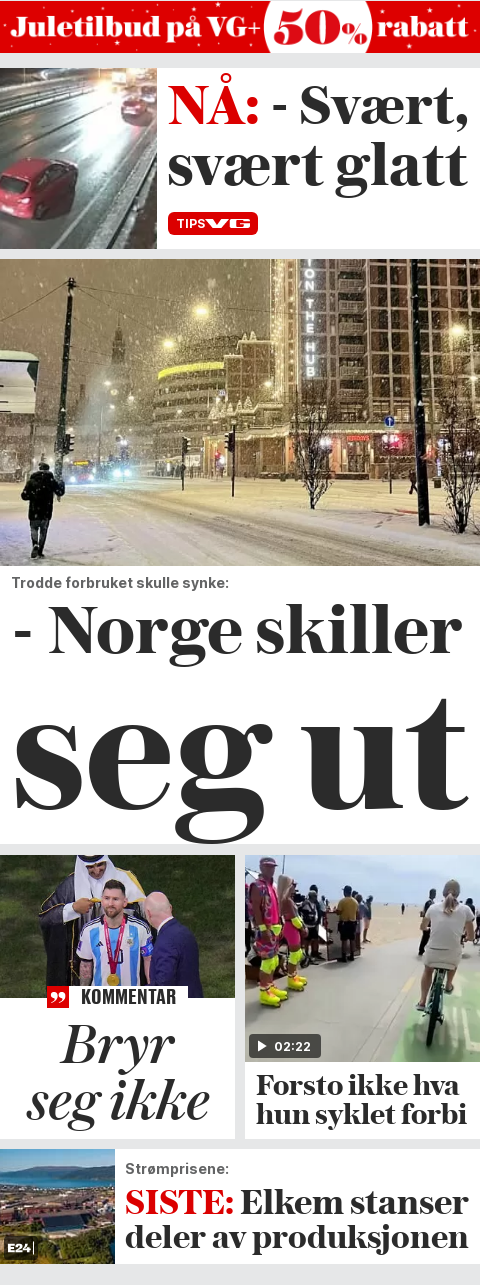 Juletilbud på VG+ 50% rabatt
NÅ: - Svært,
svært glatt
TIPS VG
TON THE HUB
Trodde forbruket skulle synke:
- Norge skiller
seg ut
KOMMENTAR
Bryr
seg ikke
02:22
Forsto ikke hva
hun syklet forbi
Strømprisene:
SISTE: Elkem stanser
deler av produksjonen
E24